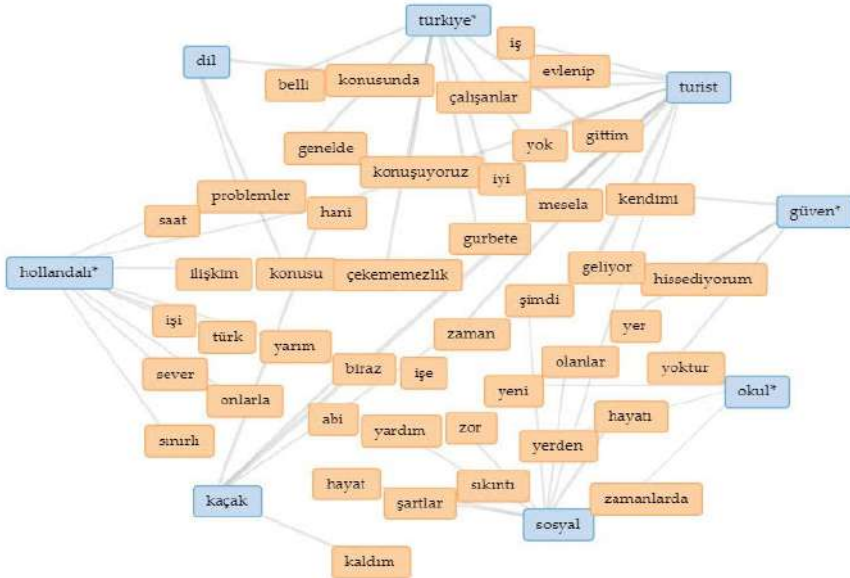 türkiye*
iş
dil
evlenip
belli
konusunda
çalışanlar
turist
genelde
yok
gittim
konuşuyoruz
iyi
problemler
mesela
kendimi
saat
hani
güven*
gurbete
hollandalı*
ilişkim
konusu
çekememezlik
geliyor
hissediyorum
şimdi
işi
türk
yarım
zaman
yer
sever
biraz
işe
olanlar
yoktur
onlarla
yeni
okul*
abi
yardım
zor
hayatı
sınırlı
yerden
hayat
sıkıntı
kaçak
şartlar
zamanlarda
sosyal
kaldım